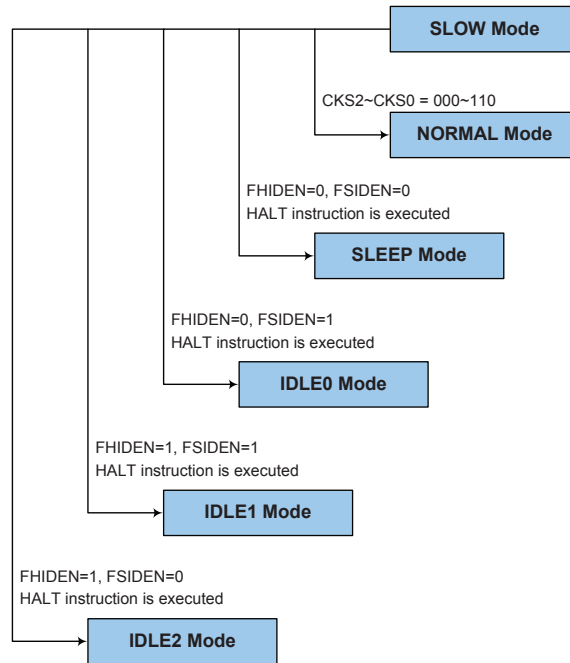 SLOW Mode
CKS2~CKS0 = 000~110
NORMAL Mode
FHIDEN=0, FSIDEN=0
HALT instruction is executed
SLEEP Mode
FHIDEN=0, FSIDEN=1
HALT instruction is executed
IDLE0 Mode
FHIDEN=1, FSIDEN=1
HALT instruction is executed
IDLE1 Mode
FHIDEN=1, FSIDEN=0
HALT instruction is executed
IDLE2 Mode